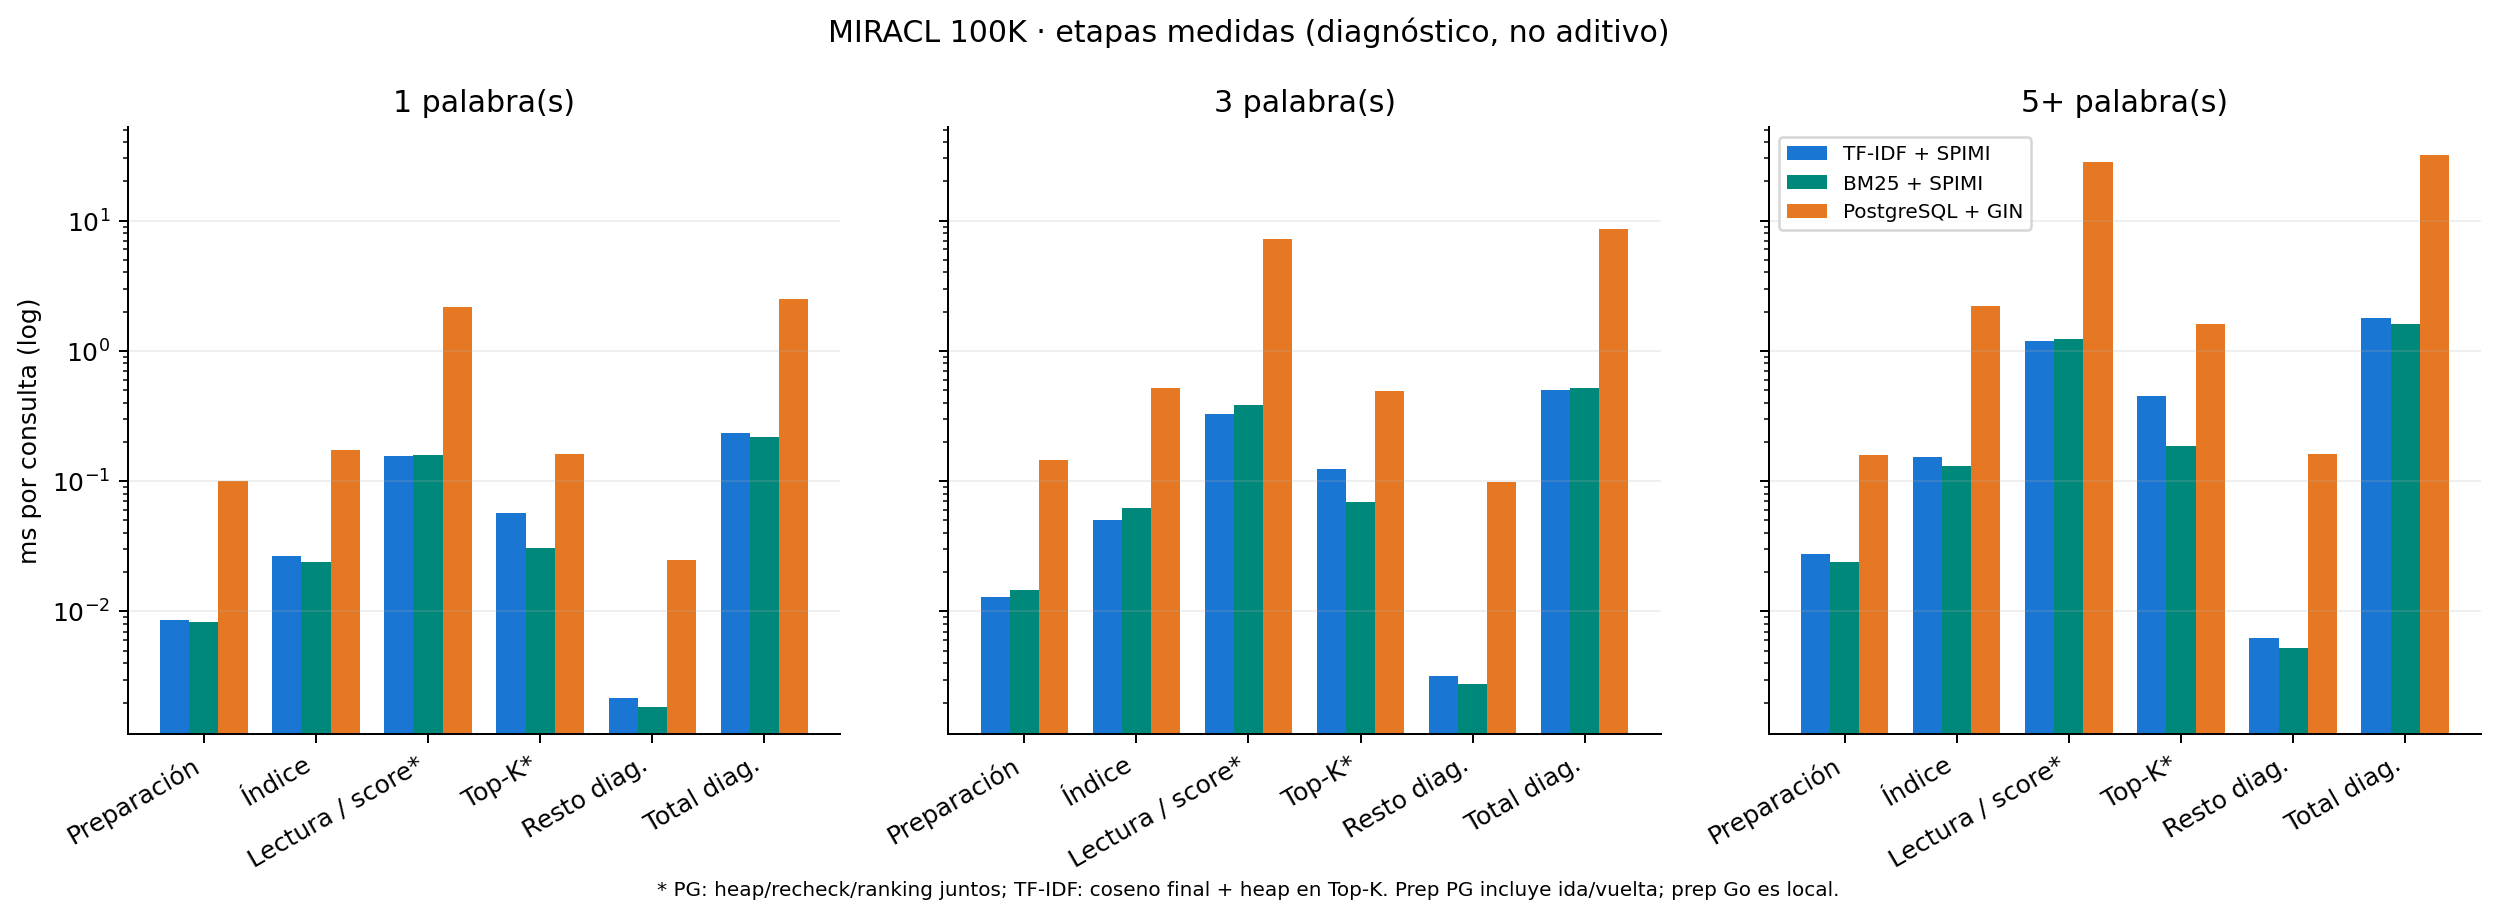 MIRACL 100K · etapas medidas (diagnóstico, no aditivo)
1 palabra(s)
3 palabra(s)
5+ palabra(s)
ms por consulta (log)
10¹
10⁰
10⁻¹
10⁻²
TF-IDF + SPIMI
BM25 + SPIMI
PostgreSQL + GIN
Preparación
Índice
Lectura / score*
Top-K*
Resto diag.
Total diag.
Preparación
Índice
Lectura / score*
Top-K*
Resto diag.
Total diag.
Preparación
Índice
Lectura / score*
Top-K*
Resto diag.
Total diag.
* PG: heap/recheck/ranking juntos; TF-IDF: coseno final + heap en Top-K. Prep PG incluye ida/vuelta; prep Go es local.